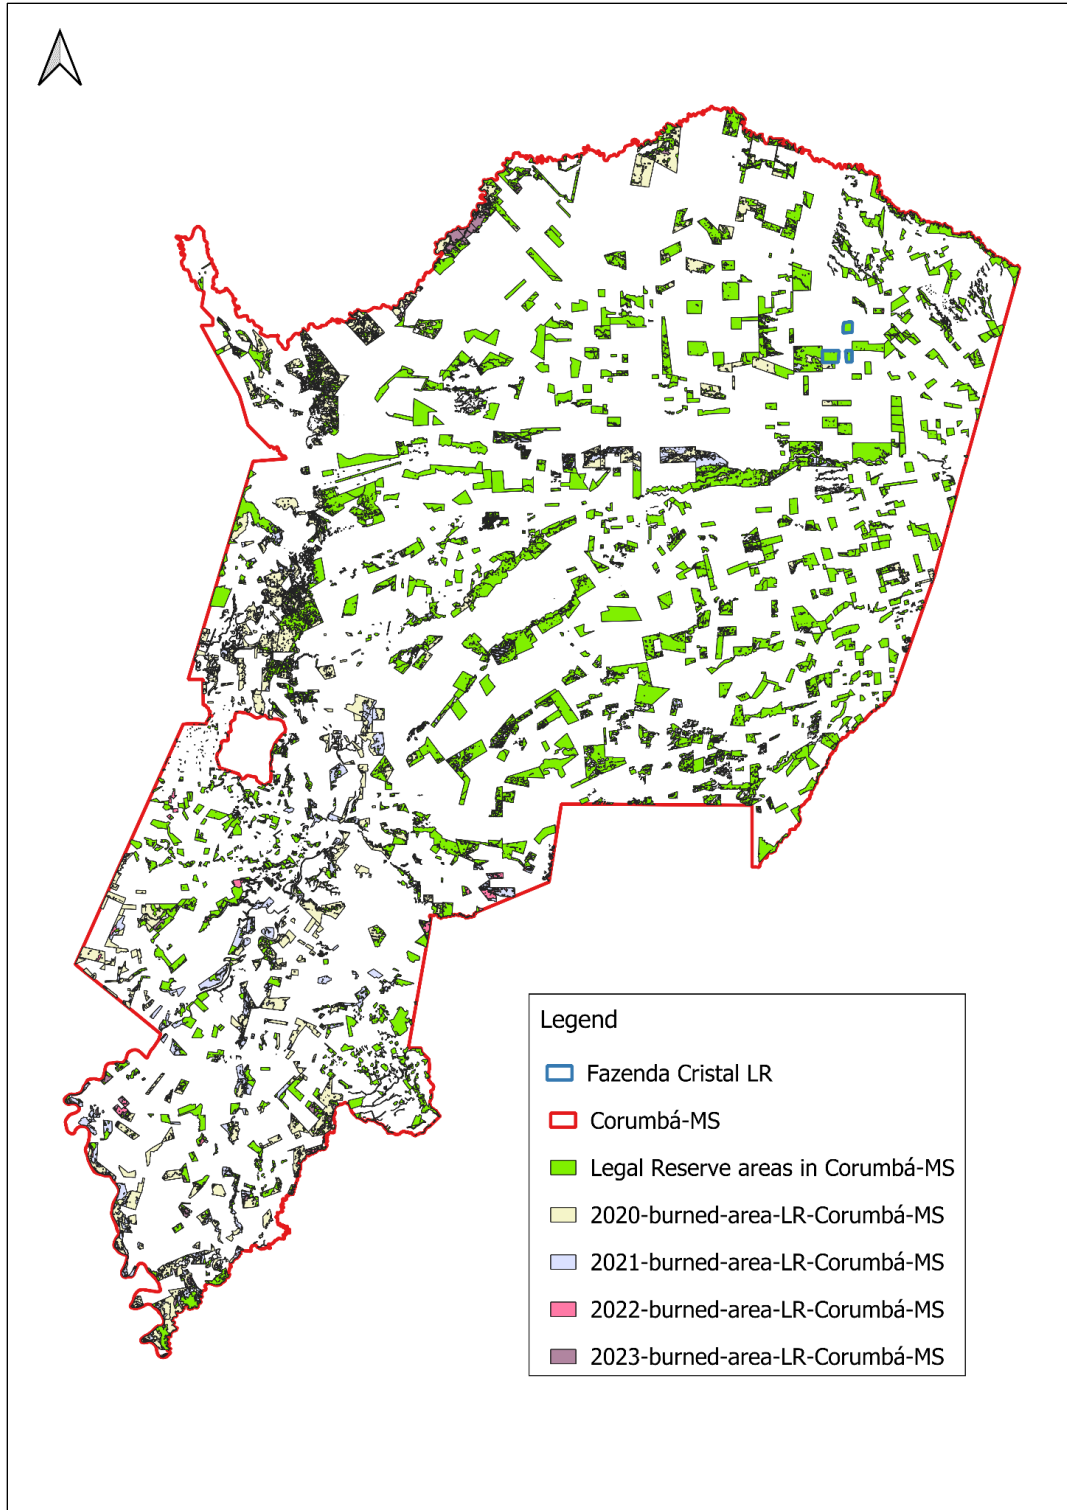 Legend
Fazenda Cristal LR
Corumbá-MS
Legal Reserve areas in Corumbá-MS
2020-burned-area-LR-Corumbá-MS
2021-burned-area-LR-Corumbá-MS
2022-burned-area-LR-Corumbá-MS
2023-burned-area-LR-Corumbá-MS